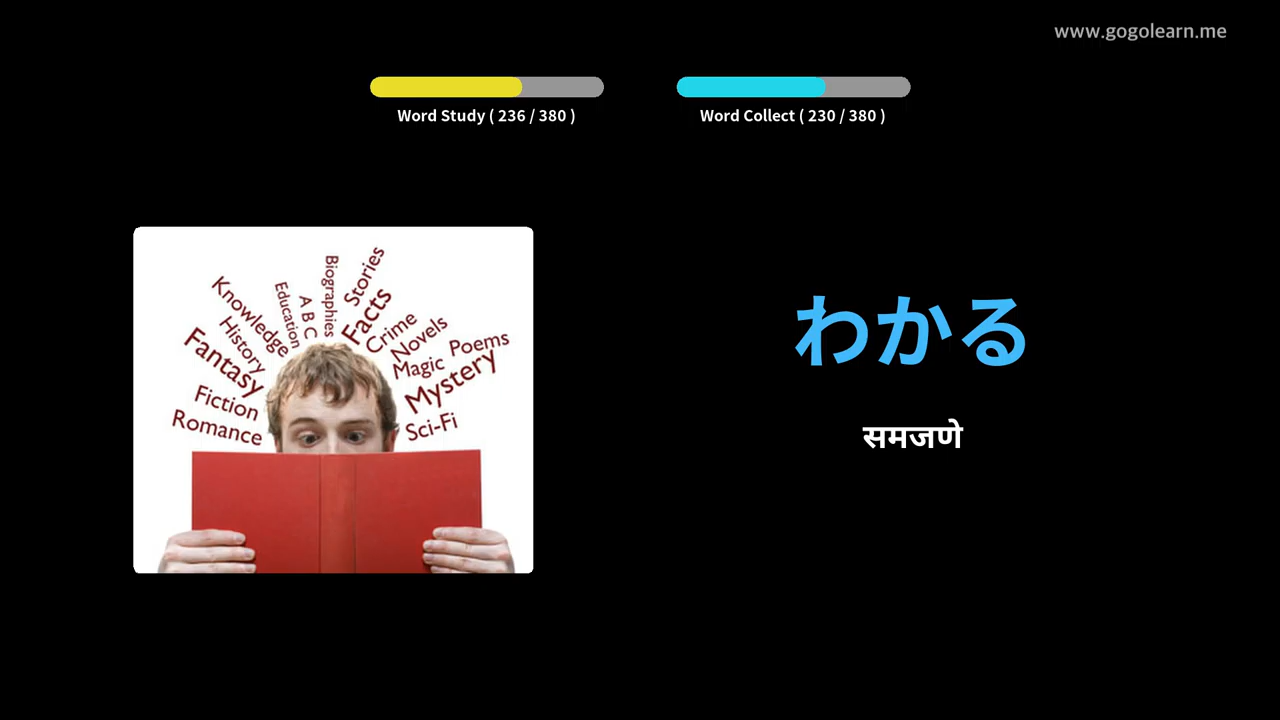 www.gogolearn.me
Word Study ( 236 / 380 )
Word Collect ( 230 / 380 )
Biographies
Stories
Education
A B C
Facts
Knowledge
Crime
History
Novels
Poems
Fantasy
Magic
Mystery
Fiction
Romance
Sci-Fi
わかる
समजणे